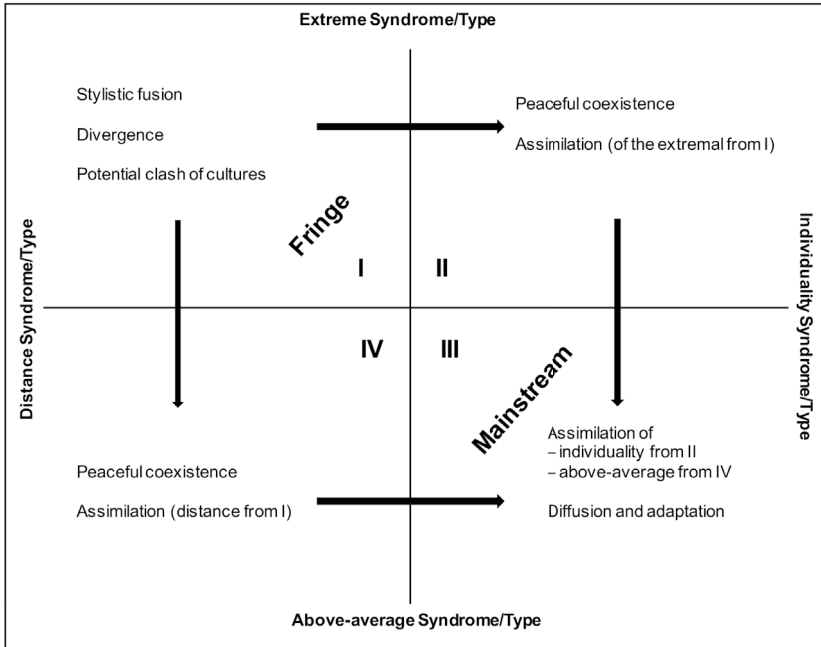 Extreme Syndrome/Type
Stylistic fusion
Divergence
Potential clash of cultures
Peaceful coexistence
Assimilation (of the extremal from I)
Fringe
I
II
Distance Syndrome/Type
Individuality Syndrome/Type
IV
III
Mainstream
Peaceful coexistence
Assimilation (distance from I)
Assimilation of
– individuality from II
– above-average from IV
Diffusion and adaptation
Above-average Syndrome/Type